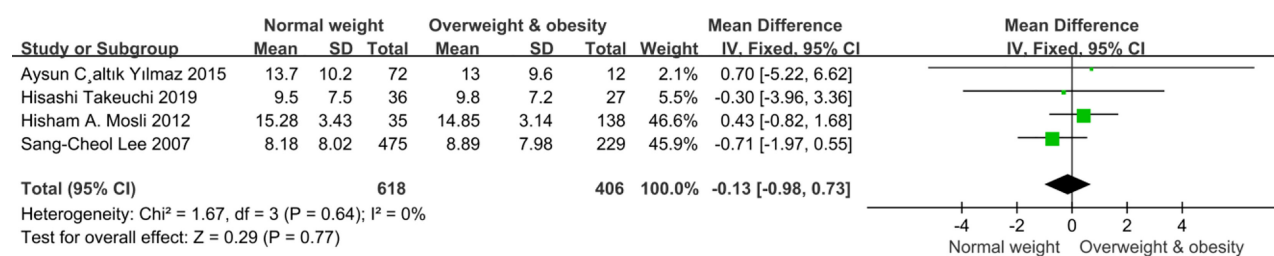 Normal weight Overweight & obesity Mean Difference Mean Difference
Study or Subgroup Mean SD Total Mean SD Total Weight IV, Fixed, 95% CI IV, Fixed, 95% CI
Aysun C¸altık Yılmaz 2015 13.7 10.2 72 13 9.6 12 2.1% 0.70 [-5.22, 6.62]
Hisashi Takeuchi 2019 9.5 7.5 36 9.8 7.2 27 5.5% -0.30 [-3.96, 3.36]
Hisham A. Mosli 2012 15.28 3.43 35 14.85 3.14 138 46.6% 0.43 [-0.82, 1.68]
Sang-Cheol Lee 2007 8.18 8.02 475 8.89 7.98 229 45.9% -0.71 [-1.97, 0.55]
Total (95% CI) 618 406 100.0% -0.13 [-0.98, 0.73]
Heterogeneity: Chi² = 1.67, df = 3 (P = 0.64); I² = 0%
Test for overall effect: Z = 0.29 (P = 0.77)
-4 -2 0 2 4
Normal weight Overweight & obesity